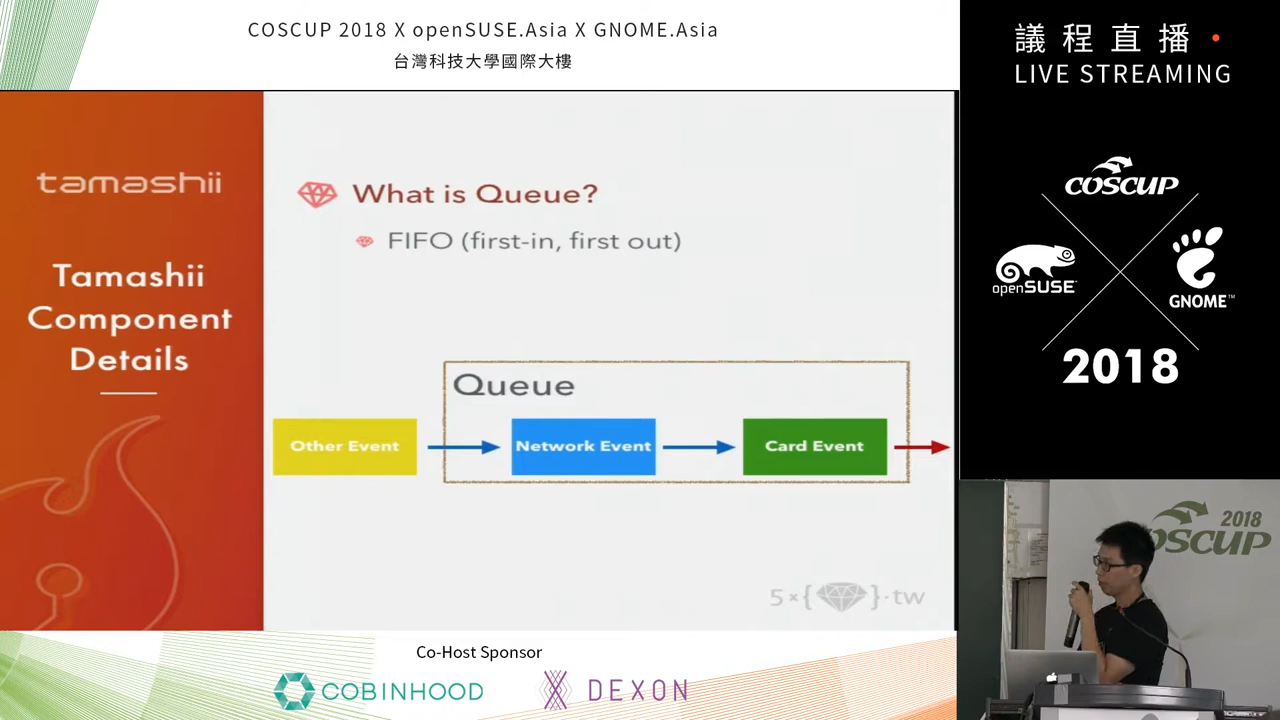 COSCUP 2018 X openSUSE.Asia X GNOME.Asia
台灣科技大學國際大樓
議程直播
LIVE STREAMING
tamashii
Tamashii
Component
Details
What is Queue?
FIFO (first-in, first out)
Queue
Other Event
Network Event
Card Event
5×{ }·tw
COSCUP
openSUSE
GNOME™
2018
2018
COSCUP
Co-Host Sponsor
COBINHOOD
DEXON